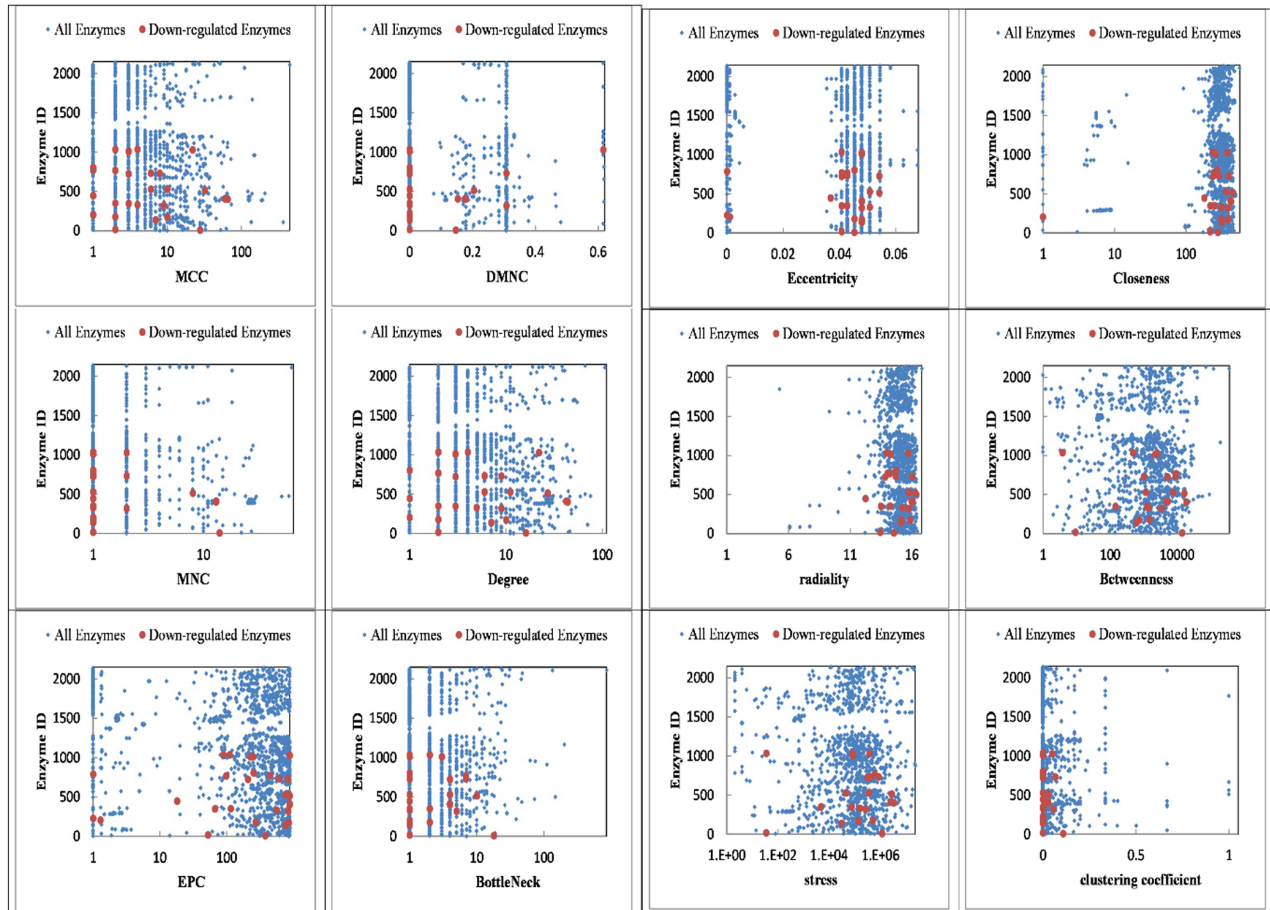 All Enzymes Down-regulated Enzymes
Enzyme ID
2000
1500
1000
500
0
1 10 100
MCC
All Enzymes Down-regulated Enzymes
Enzyme ID
2000
1500
1000
500
0
0 0.2 0.4 0.6
DMNC
All Enzymes Down-regulated Enzymes
Enzyme ID
2000
1500
1000
500
0
0 0.02 0.04 0.06
Eccentricity
All Enzymes Down-regulated Enzymes
Enzyme ID
2000
1500
1000
500
0
1 10 100
Closeness
All Enzymes Down-regulated Enzymes
Enzyme ID
2000
1500
1000
500
0
1 10
MNC
All Enzymes Down-regulated Enzymes
Enzyme ID
2000
1500
1000
500
0
1 10 100
Degree
All Enzymes Down-regulated Enzymes
Enzyme ID
2000
1500
1000
500
0
1 6 11 16
radiality
All Enzymes Down-regulated Enzymes
Enzyme ID
2000
1500
1000
500
0
1 100 10000
Betweenness
All Enzymes Down-regulated Enzymes
Enzyme ID
2000
1500
1000
500
0
1 100
EPC
All Enzymes Down-regulated Enzymes
Enzyme ID
2000
1500
1000
500
0
1 10 100
BottleNeck
All Enzymes Down-regulated Enzymes
Enzyme ID
2000
1500
1000
500
0
1.E+00 1.E+02 1.E+04 1.E+06
stress
All Enzymes Down-regulated Enzymes
Enzyme ID
2000
1500
1000
500
0
0 0.5 1
clustering coefficient